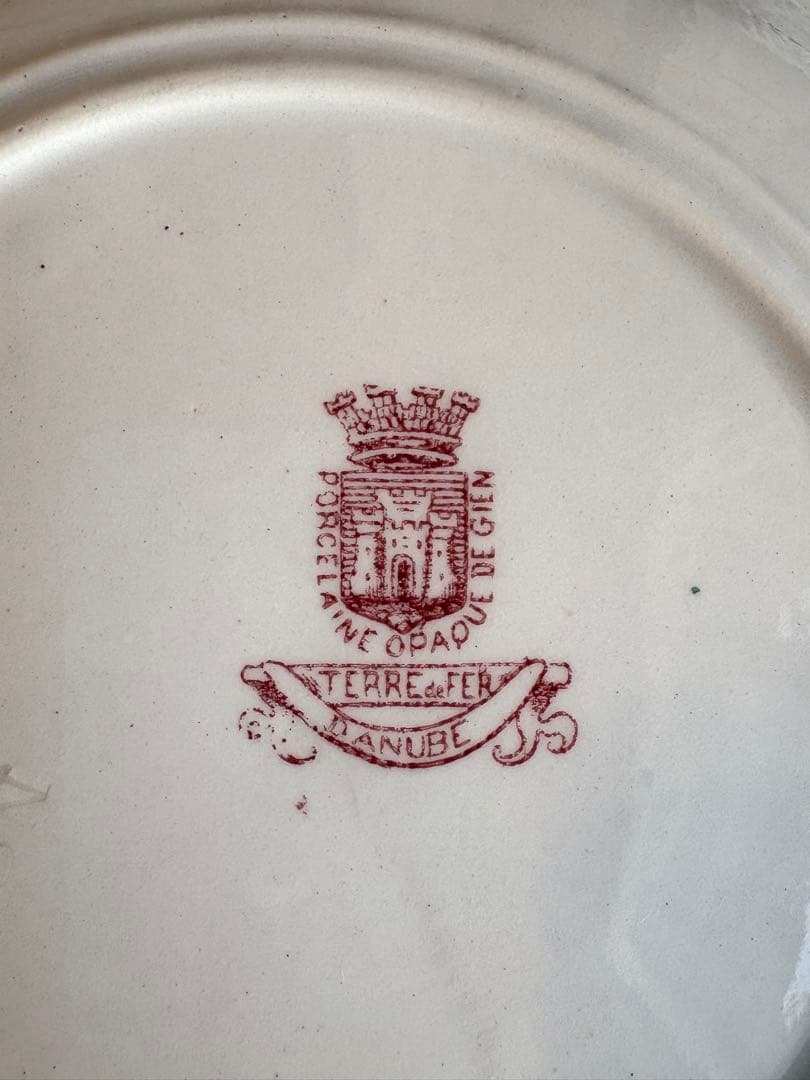 PORCELAINE OPAQUE DE GIEN
TERRE de FER
DANUBE